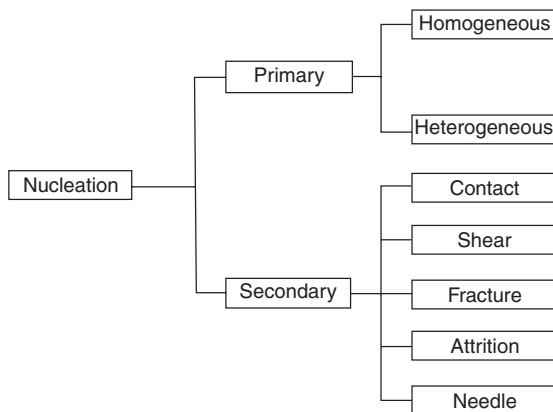 Homogeneous
Primary
Heterogeneous
Nucleation
Contact
Shear
Secondary
Fracture
Attrition
Needle